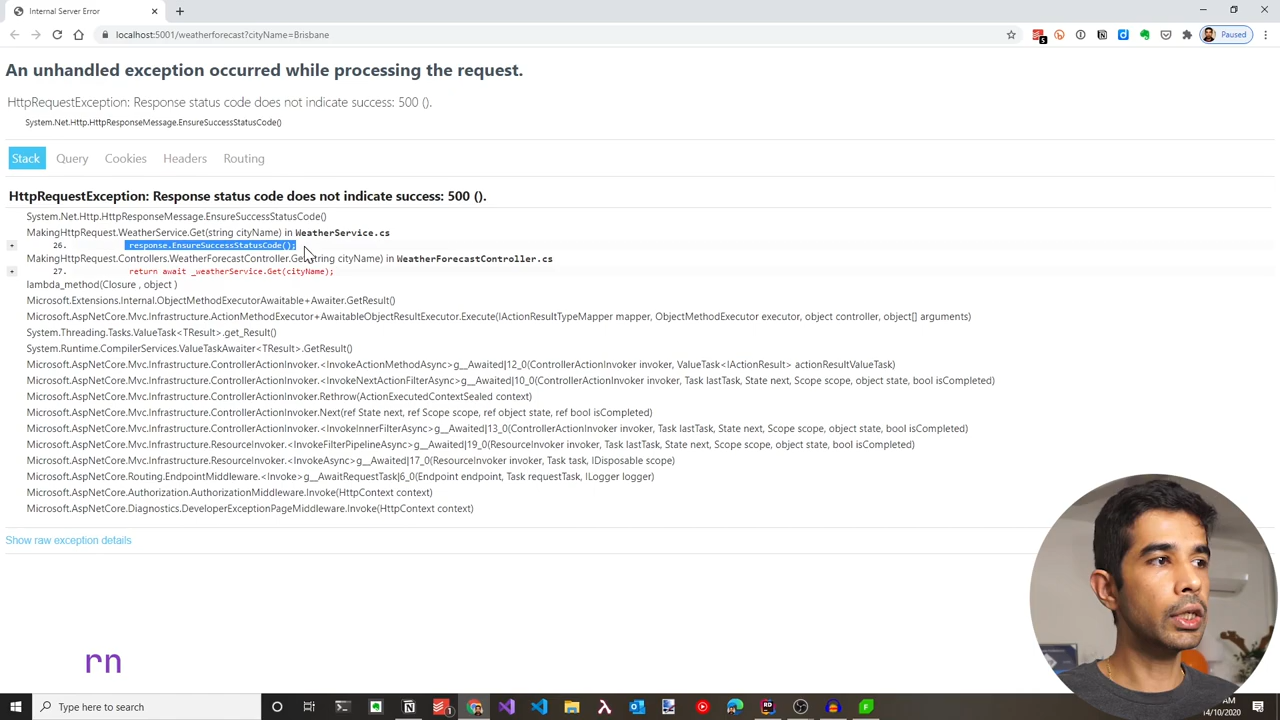 Internal Server Error
localhost:5001/weatherforecast?cityName=Brisbane
5
Paused
An unhandled exception occurred while processing the request.
HttpRequestException: Response status code does not indicate success: 500 ().
System.Net.Http.HttpResponseMessage.EnsureSuccessStatusCode()
Stack Query Cookies Headers Routing
HttpRequestException: Response status code does not indicate success: 500 ().
System.Net.Http.HttpResponseMessage.EnsureSuccessStatusCode()
MakingHttpRequest.WeatherService.Get(string cityName) in WeatherService.cs
+ 26. response.EnsureSuccessStatusCode();
MakingHttpRequest.Controllers.WeatherForecastController.Get(string cityName) in WeatherForecastController.cs
+ 27. return await _weatherService.Get(cityName);
lambda_method(Closure , object )
Microsoft.Extensions.Internal.ObjectMethodExecutorAwaitable+Awaiter.GetResult()
Microsoft.AspNetCore.Mvc.Infrastructure.ActionMethodExecutor+AwaitableObjectResultExecutor.Execute(IActionResultTypeMapper mapper, ObjectMethodExecutor executor, object controller, object[] arguments)
System.Threading.Tasks.ValueTask<TResult>.get_Result()
System.Runtime.CompilerServices.ValueTaskAwaiter<TResult>.GetResult()
Microsoft.AspNetCore.Mvc.Infrastructure.ControllerActionInvoker.<InvokeActionMethodAsync>g__Awaited|12_0(ControllerActionInvoker invoker, ValueTask<IActionResult> actionResultValueTask)
Microsoft.AspNetCore.Mvc.Infrastructure.ControllerActionInvoker.<InvokeNextActionFilterAsync>g__Awaited|10_0(ControllerActionInvoker invoker, Task lastTask, State next, Scope scope, object state, bool isCompleted)
Microsoft.AspNetCore.Mvc.Infrastructure.ControllerActionInvoker.Rethrow(ActionExecutedContextSealed context)
Microsoft.AspNetCore.Mvc.Infrastructure.ControllerActionInvoker.Next(ref State next, ref Scope scope, ref object state, ref bool isCompleted)
Microsoft.AspNetCore.Mvc.Infrastructure.ControllerActionInvoker.<InvokeInnerFilterAsync>g__Awaited|13_0(ControllerActionInvoker invoker, Task lastTask, State next, Scope scope, object state, bool isCompleted)
Microsoft.AspNetCore.Mvc.Infrastructure.ResourceInvoker.<InvokeFilterPipelineAsync>g__Awaited|19_0(ResourceInvoker invoker, Task lastTask, State next, Scope scope, object state, bool isCompleted)
Microsoft.AspNetCore.Mvc.Infrastructure.ResourceInvoker.<InvokeAsync>g__Awaited|17_0(ResourceInvoker invoker, Task task, IDisposable scope)
Microsoft.AspNetCore.Routing.EndpointMiddleware.<Invoke>g__AwaitRequestTask|6_0(Endpoint endpoint, Task requestTask, ILogger logger)
Microsoft.AspNetCore.Authorization.AuthorizationMiddleware.Invoke(HttpContext context)
Microsoft.AspNetCore.Diagnostics.DeveloperExceptionPageMiddleware.Invoke(HttpContext context)
Show raw exception details
rn
Type here to search
AM
14/10/2020